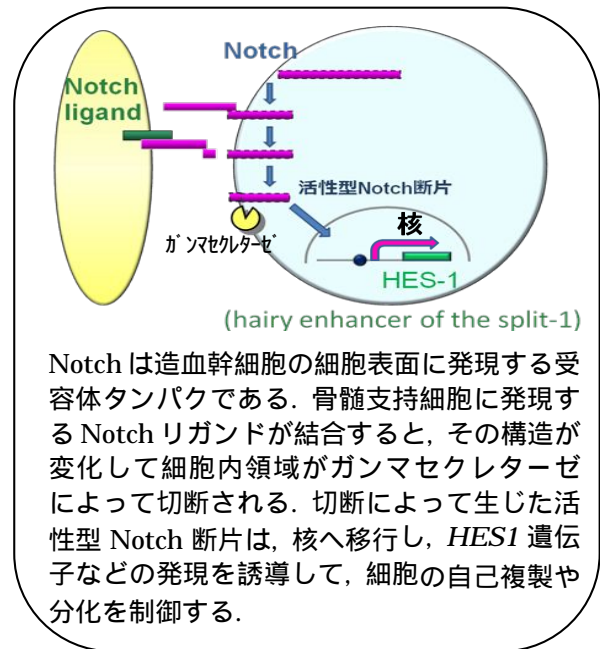 Notch
Notch
ligand
活性型Notch断片
ガンマセクレターゼ
核
HES-1
(hairy enhancer of the split-1)
Notch は造血幹細胞の細胞表面に発現する受
容体タンパクである. 骨髄支持細胞に発現す
る Notch リガンドが結合すると, その構造が
変化して細胞内領域がガンマセクレターゼ
によって切断される. 切断によって生じた活
性型 Notch 断片は, 核へ移行し, HES1 遺伝
子などの発現を誘導して, 細胞の自己複製や
分化を制御する.